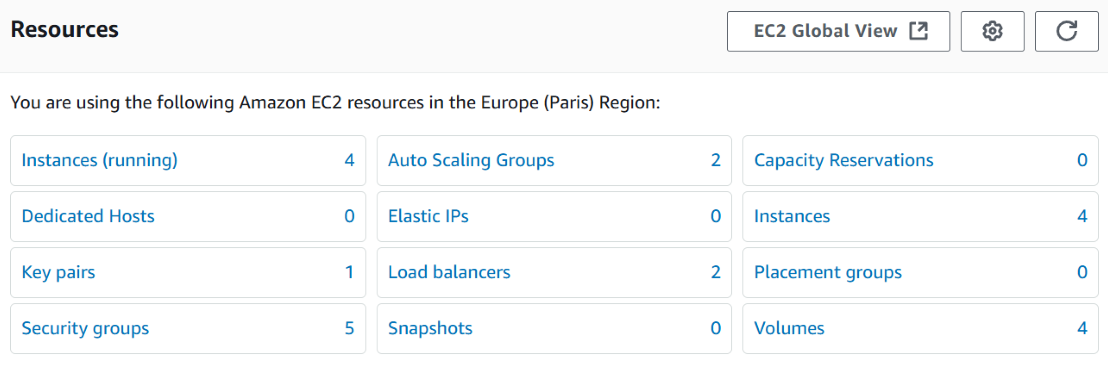 Resources
EC2 Global View
You are using the following Amazon EC2 resources in the Europe (Paris) Region:
Instances (running) 4 Auto Scaling Groups 2 Capacity Reservations 0
Dedicated Hosts 0 Elastic IPs 0 Instances 4
Key pairs 1 Load balancers 2 Placement groups 0
Security groups 5 Snapshots 0 Volumes 4